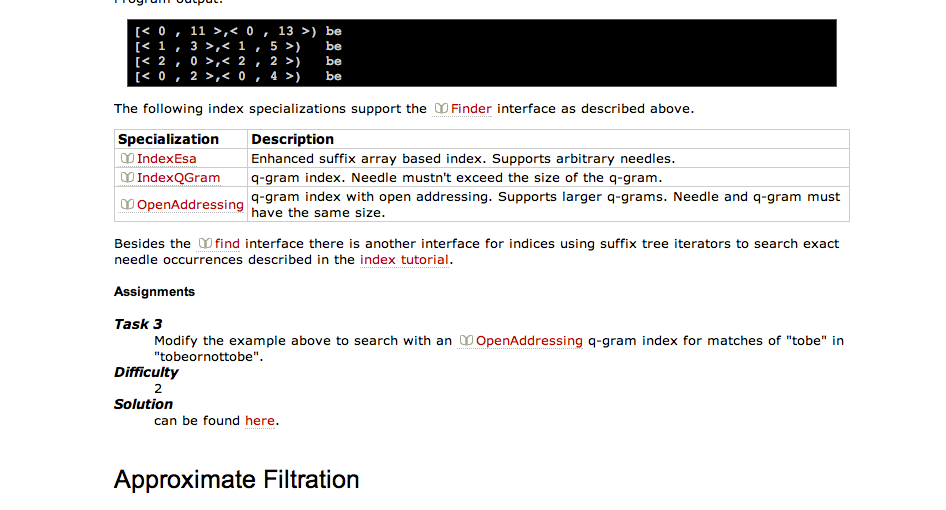 Program output:
[< 0 , 11 >,< 0 , 13 >) be
[< 1 , 3 >,< 1 , 5 >)   be
[< 2 , 0 >,< 2 , 2 >)   be
[< 0 , 2 >,< 0 , 4 >)   be
The following index specializations support the Finder interface as described above.
Specialization Description
IndexEsa Enhanced suffix array based index. Supports arbitrary needles.
IndexQGram q-gram index. Needle mustn't exceed the size of the q-gram.
OpenAddressing q-gram index with open addressing. Supports larger q-grams. Needle and q-gram must
have the same size.
Besides the find interface there is another interface for indices using suffix tree iterators to search exact
needle occurrences described in the index tutorial.
Assignments
Task 3
Modify the example above to search with an OpenAddressing q-gram index for matches of "tobe" in
"tobeornottobe".
Difficulty
2
Solution
can be found here.
Approximate Filtration